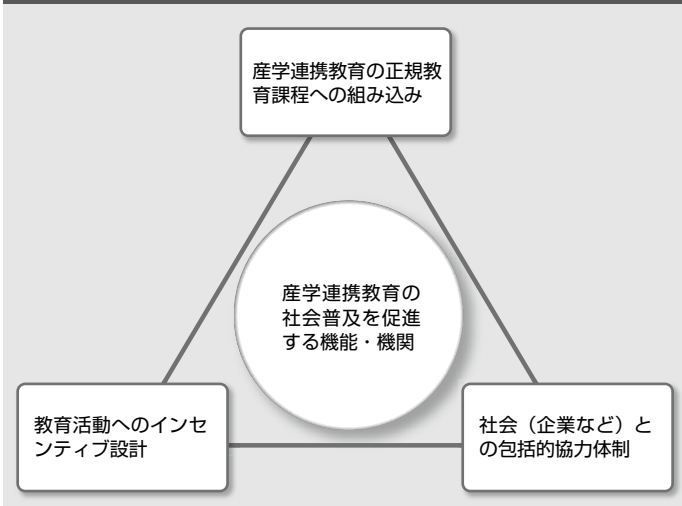 産学連携教育の正規教
育課程への組み込み
産学連携教育の
社会普及を促進
する機能・機関
教育活動へのインセ
ンティブ設計
社会（企業など）と
の包括的協力体制